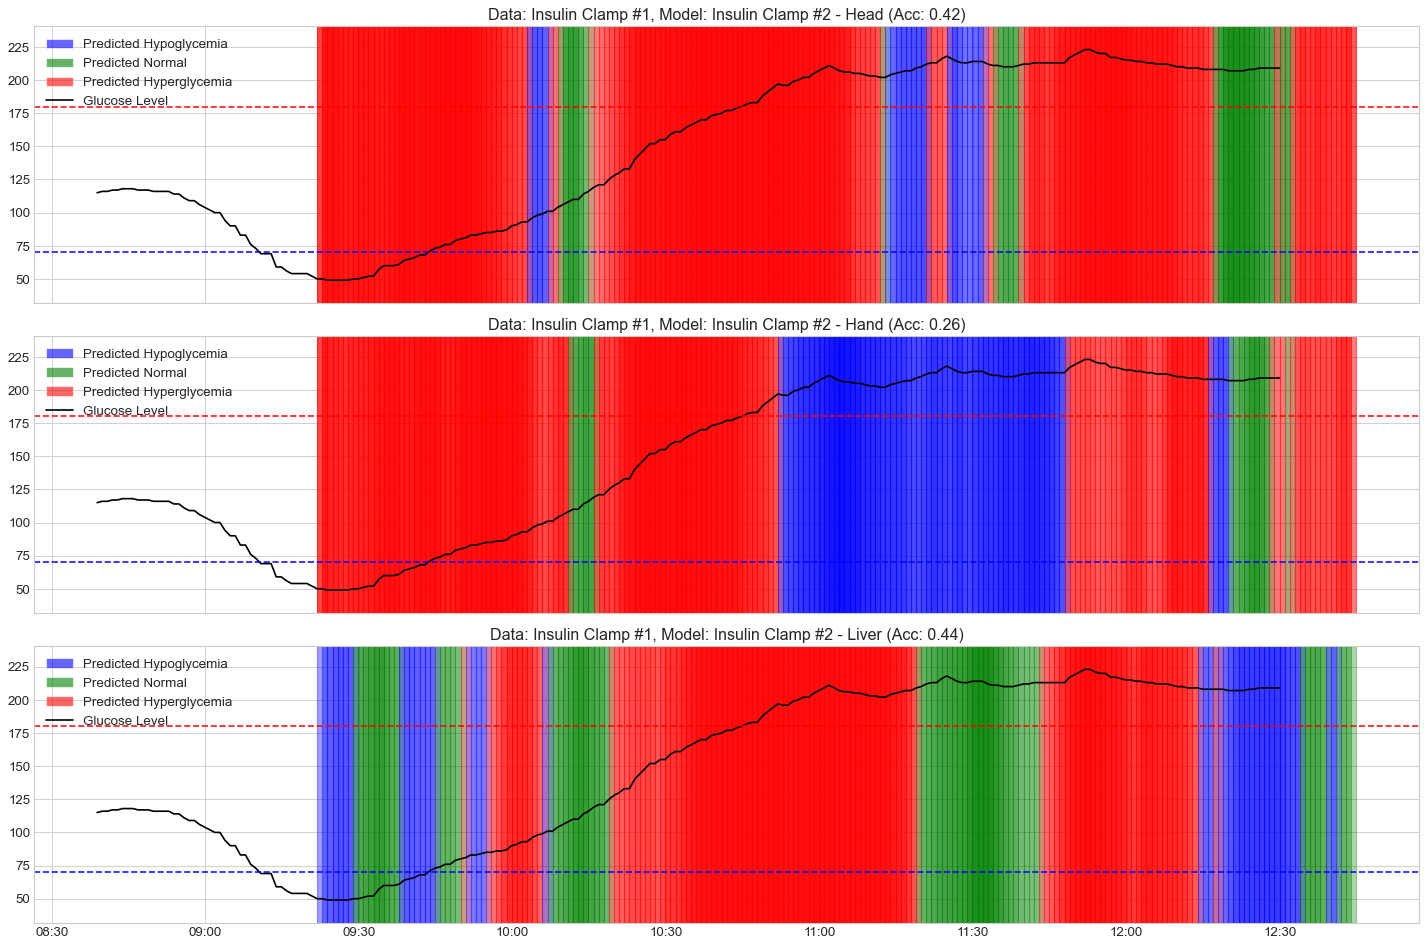 Data: Insulin Clamp #1, Model: Insulin Clamp #2 - Head (Acc: 0.42)
Predicted Hypoglycemia
Predicted Normal
Predicted Hyperglycemia
Glucose Level
225
200
175
150
125
100
75
50
Data: Insulin Clamp #1, Model: Insulin Clamp #2 - Hand (Acc: 0.26)
Predicted Hypoglycemia
Predicted Normal
Predicted Hyperglycemia
Glucose Level
225
200
175
150
125
100
75
50
Data: Insulin Clamp #1, Model: Insulin Clamp #2 - Liver (Acc: 0.44)
Predicted Hypoglycemia
Predicted Normal
Predicted Hyperglycemia
Glucose Level
225
200
175
150
125
100
75
50
08:30 09:00 09:30 10:00 10:30 11:00 11:30 12:00 12:30